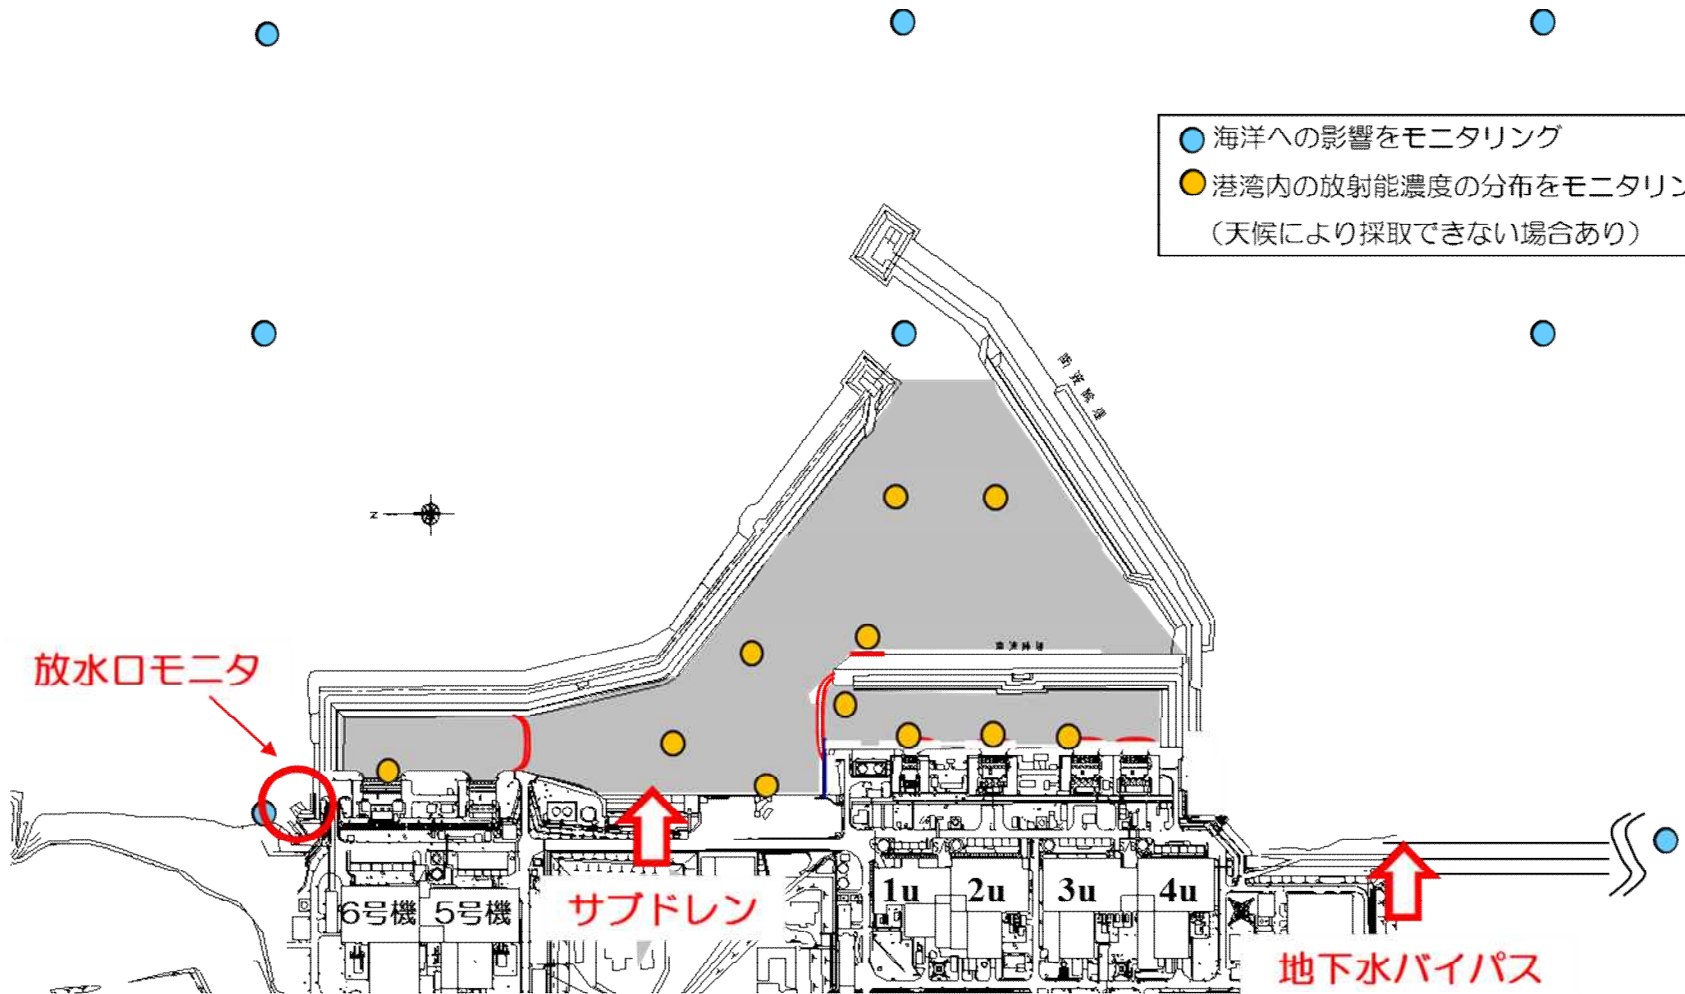 海洋への影響をモニタリング
港湾内の放射能濃度の分布をモニタリン
（天候により採取できない場合あり）
N
放水口モニタ
6号機
5号機
サブドレン
1u
2u
3u
4u
地下水バイパス